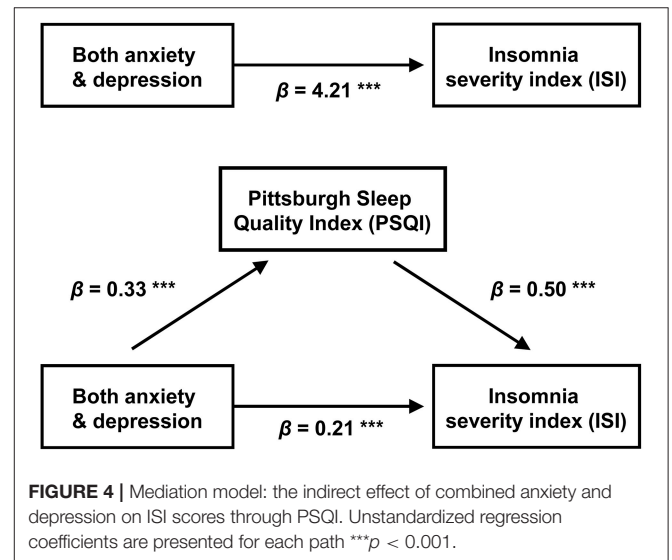 Both anxiety
& depression
β = 4.21 ***
Insomnia
severity index (ISI)
Pittsburgh Sleep
Quality Index (PSQI)
β = 0.33 ***
β = 0.50 ***
Both anxiety
& depression
β = 0.21 ***
Insomnia
severity index (ISI)
FIGURE 4 | Mediation model: the indirect effect of combined anxiety and
depression on ISI scores through PSQI. Unstandardized regression
coefficients are presented for each path ***p < 0.001.